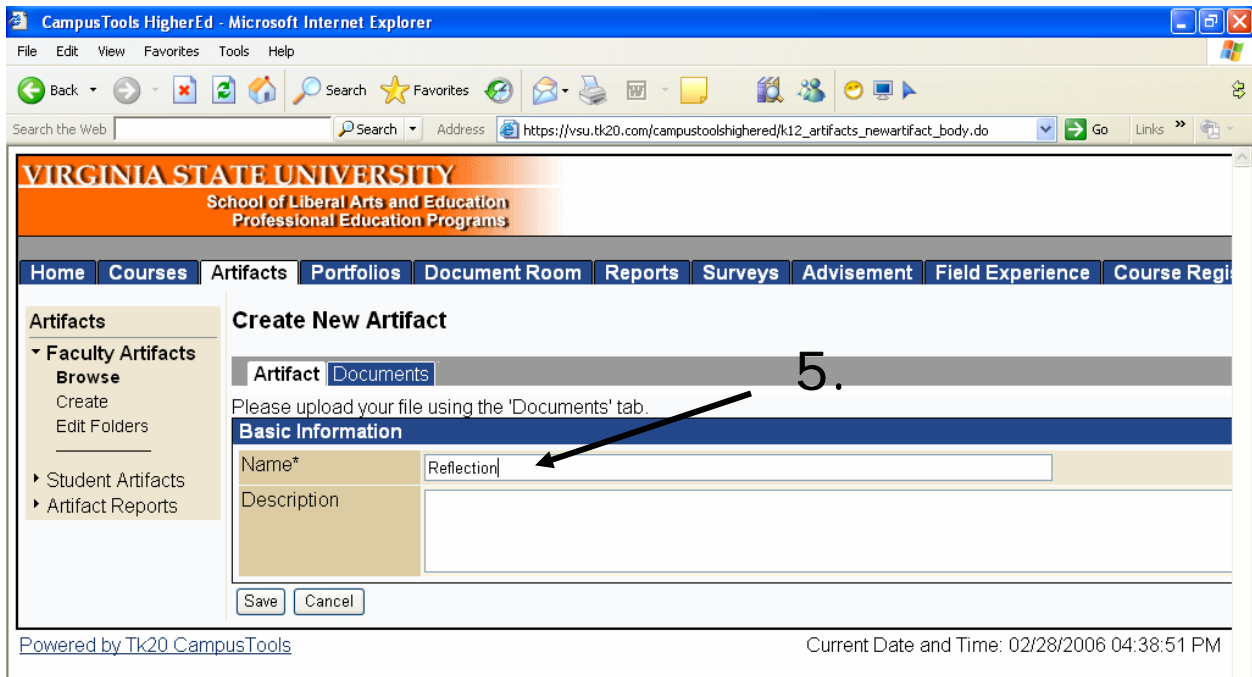 CampusTools HigherEd - Microsoft Internet Explorer
File Edit View Favorites Tools Help
Back Search Favorites
Search the Web Search Address https://vsu.tk20.com/campustoolshighered/k12_artifacts_newartifact_body.do Go Links »
VIRGINIA STATE UNIVERSITY
School of Liberal Arts and Education
Professional Education Programs
Home Courses Artifacts Portfolios Document Room Reports Surveys Advisement Field Experience Course Regi
Artifacts
Faculty Artifacts
Browse
Create
Edit Folders
Student Artifacts
Artifact Reports
Create New Artifact
5.
Artifact Documents
Please upload your file using the 'Documents' tab.
Basic Information
Name* Reflection
Description
Save Cancel
Powered by Tk20 CampusTools Current Date and Time: 02/28/2006 04:38:51 PM